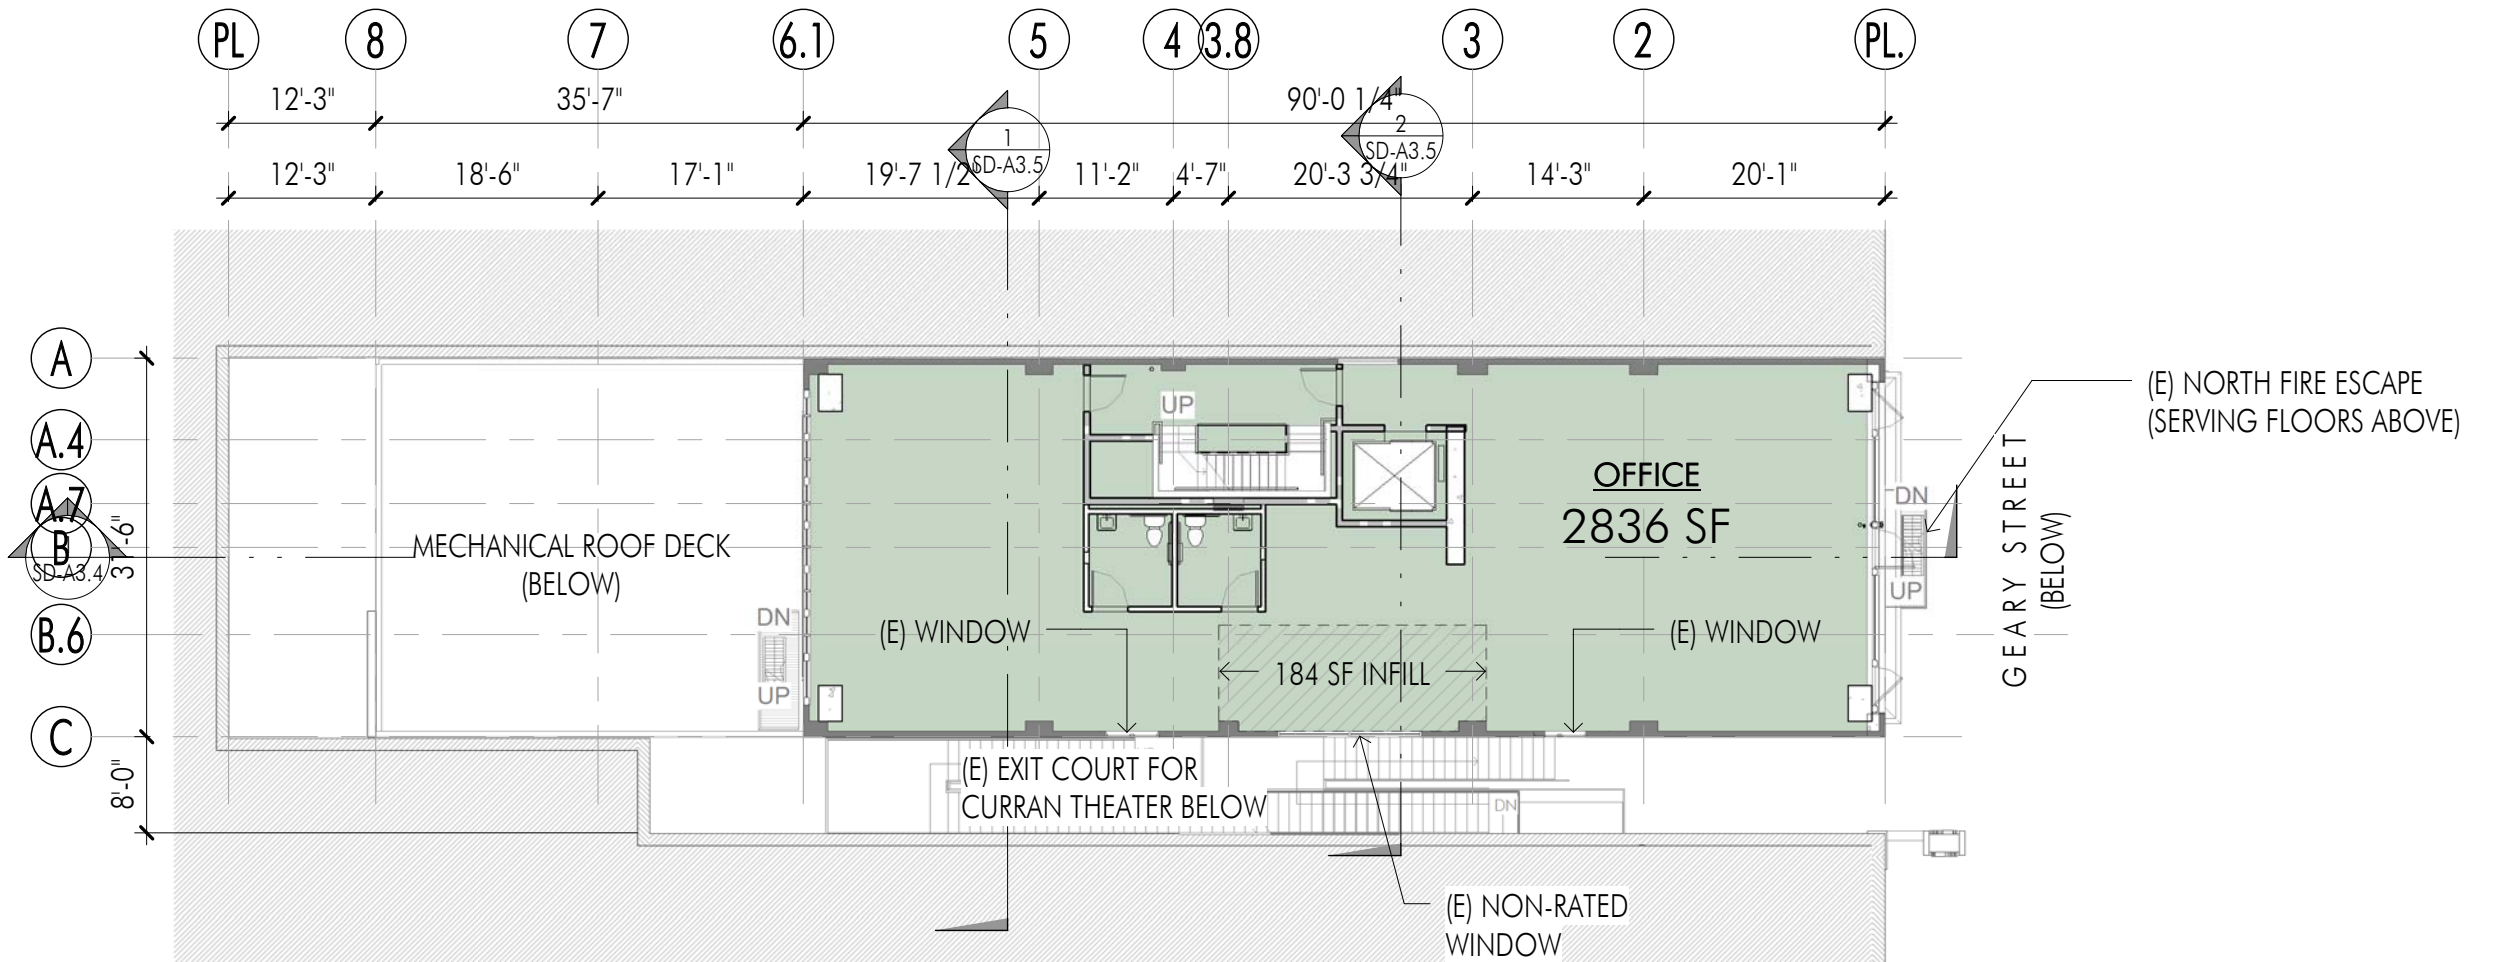 PL 8 7 6.1 5 4 3.8 3 2 PL.
12'-3" 35'-7" 90'-0 1/4"
1
SD-A3.5
2
SD-A3.5
12'-3" 18'-6" 17'-1" 19'-7 1/2" 11'-2" 4'-7" 20'-3 3/4" 14'-3" 20'-1"
A
A.4
A.7
B
SD-A3.4
B.6
C
8'-0"
MECHANICAL ROOF DECK
(BELOW)
DN
UP
UP
OFFICE
2836 SF
(E) WINDOW
184 SF INFILL
(E) WINDOW
DN
UP
(E) NORTH FIRE ESCAPE
(SERVING FLOORS ABOVE)
GEARY STREET
(BELOW)
(E) EXIT COURT FOR
CURRAN THEATER BELOW
DN
(E) NON-RATED
WINDOW